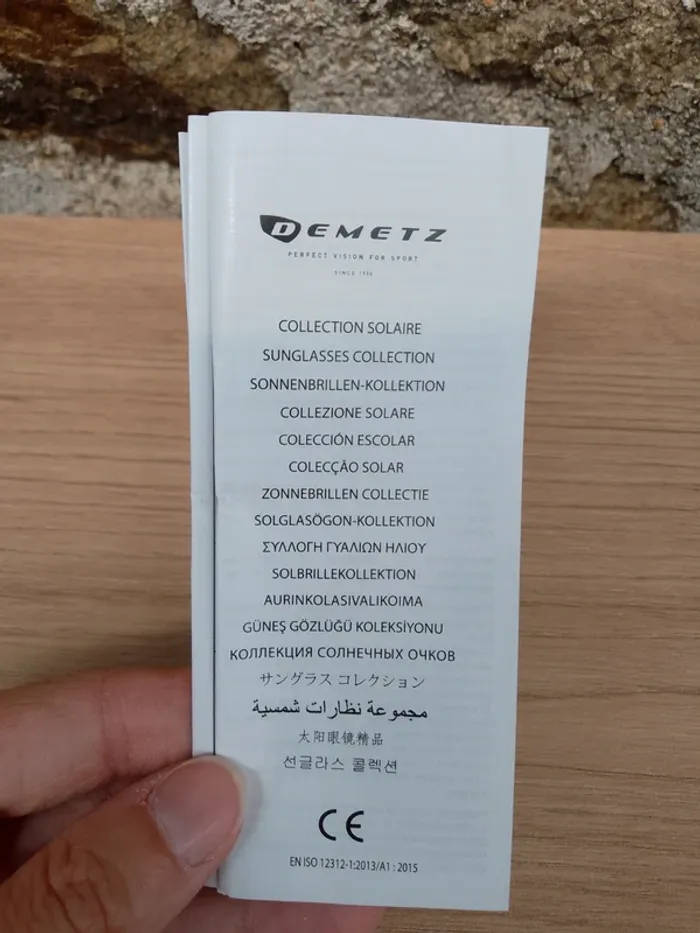 DEMETZ
PERFECT VISION FOR SPORT
SINCE
COLLECTION SOLAIRE
SUNGLASSES COLLECTION
SONNENBRILLEN-KOLLEKTION
COLLEZIONE SOLARE
COLECCIÓN ESCOLAR
COLECÇÃO SOLAR
ZONNEBRILLEN COLLECTIE
SOLGLASÖGON-KOLLEKTION
ΣΥΛΛΟΓΗ ΓΥΑΛΙΩΝ ΗΛΙΟΥ
SOLBRILLEKOLLEKTION
AURINKOLASIVALIKOIMA
GÜNEŞ GÖZLÜĞÜ KOLEKSİYONU
КОЛЛЕКЦИЯ СОЛНЕЧНЫХ ОЧКОВ
サングラス コレクション
مجموعة نظارات شمسية
太阳眼镜精品
선글라스 콜렉션
CE
EN ISO 12312-1:2013/A1 : 2015